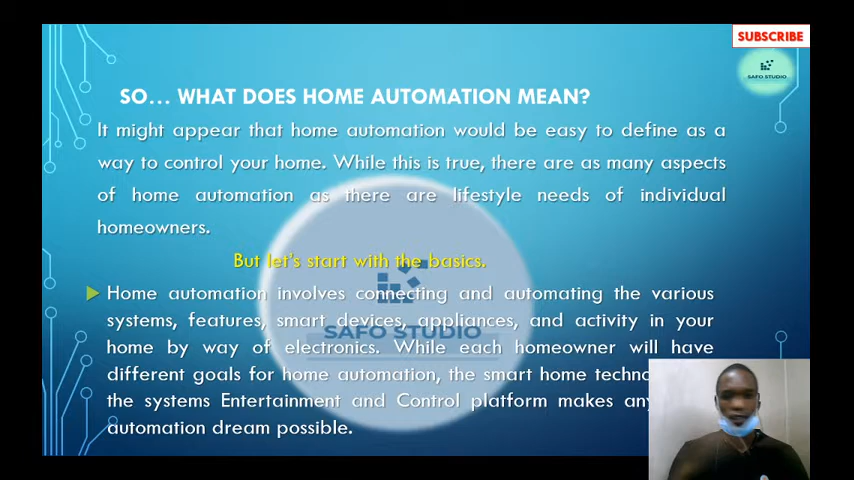 SUBSCRIBE
SAFO STUDIO
SO... WHAT DOES HOME AUTOMATION MEAN?
It might appear that home automation would be easy to define as a
way to control your home. While this is true, there are as many aspects
of home automation as there are lifestyle needs of individual
homeowners.
But let's start with the basics.
Home automation involves connecting and automating the various
systems, features, smart devices, appliances, and activity in your
SAFO STUDIO
home by way of electronics. While each homeowner will have
different goals for home automation, the smart home
the systems Entertainment and Control platform makes
automation dream possible.